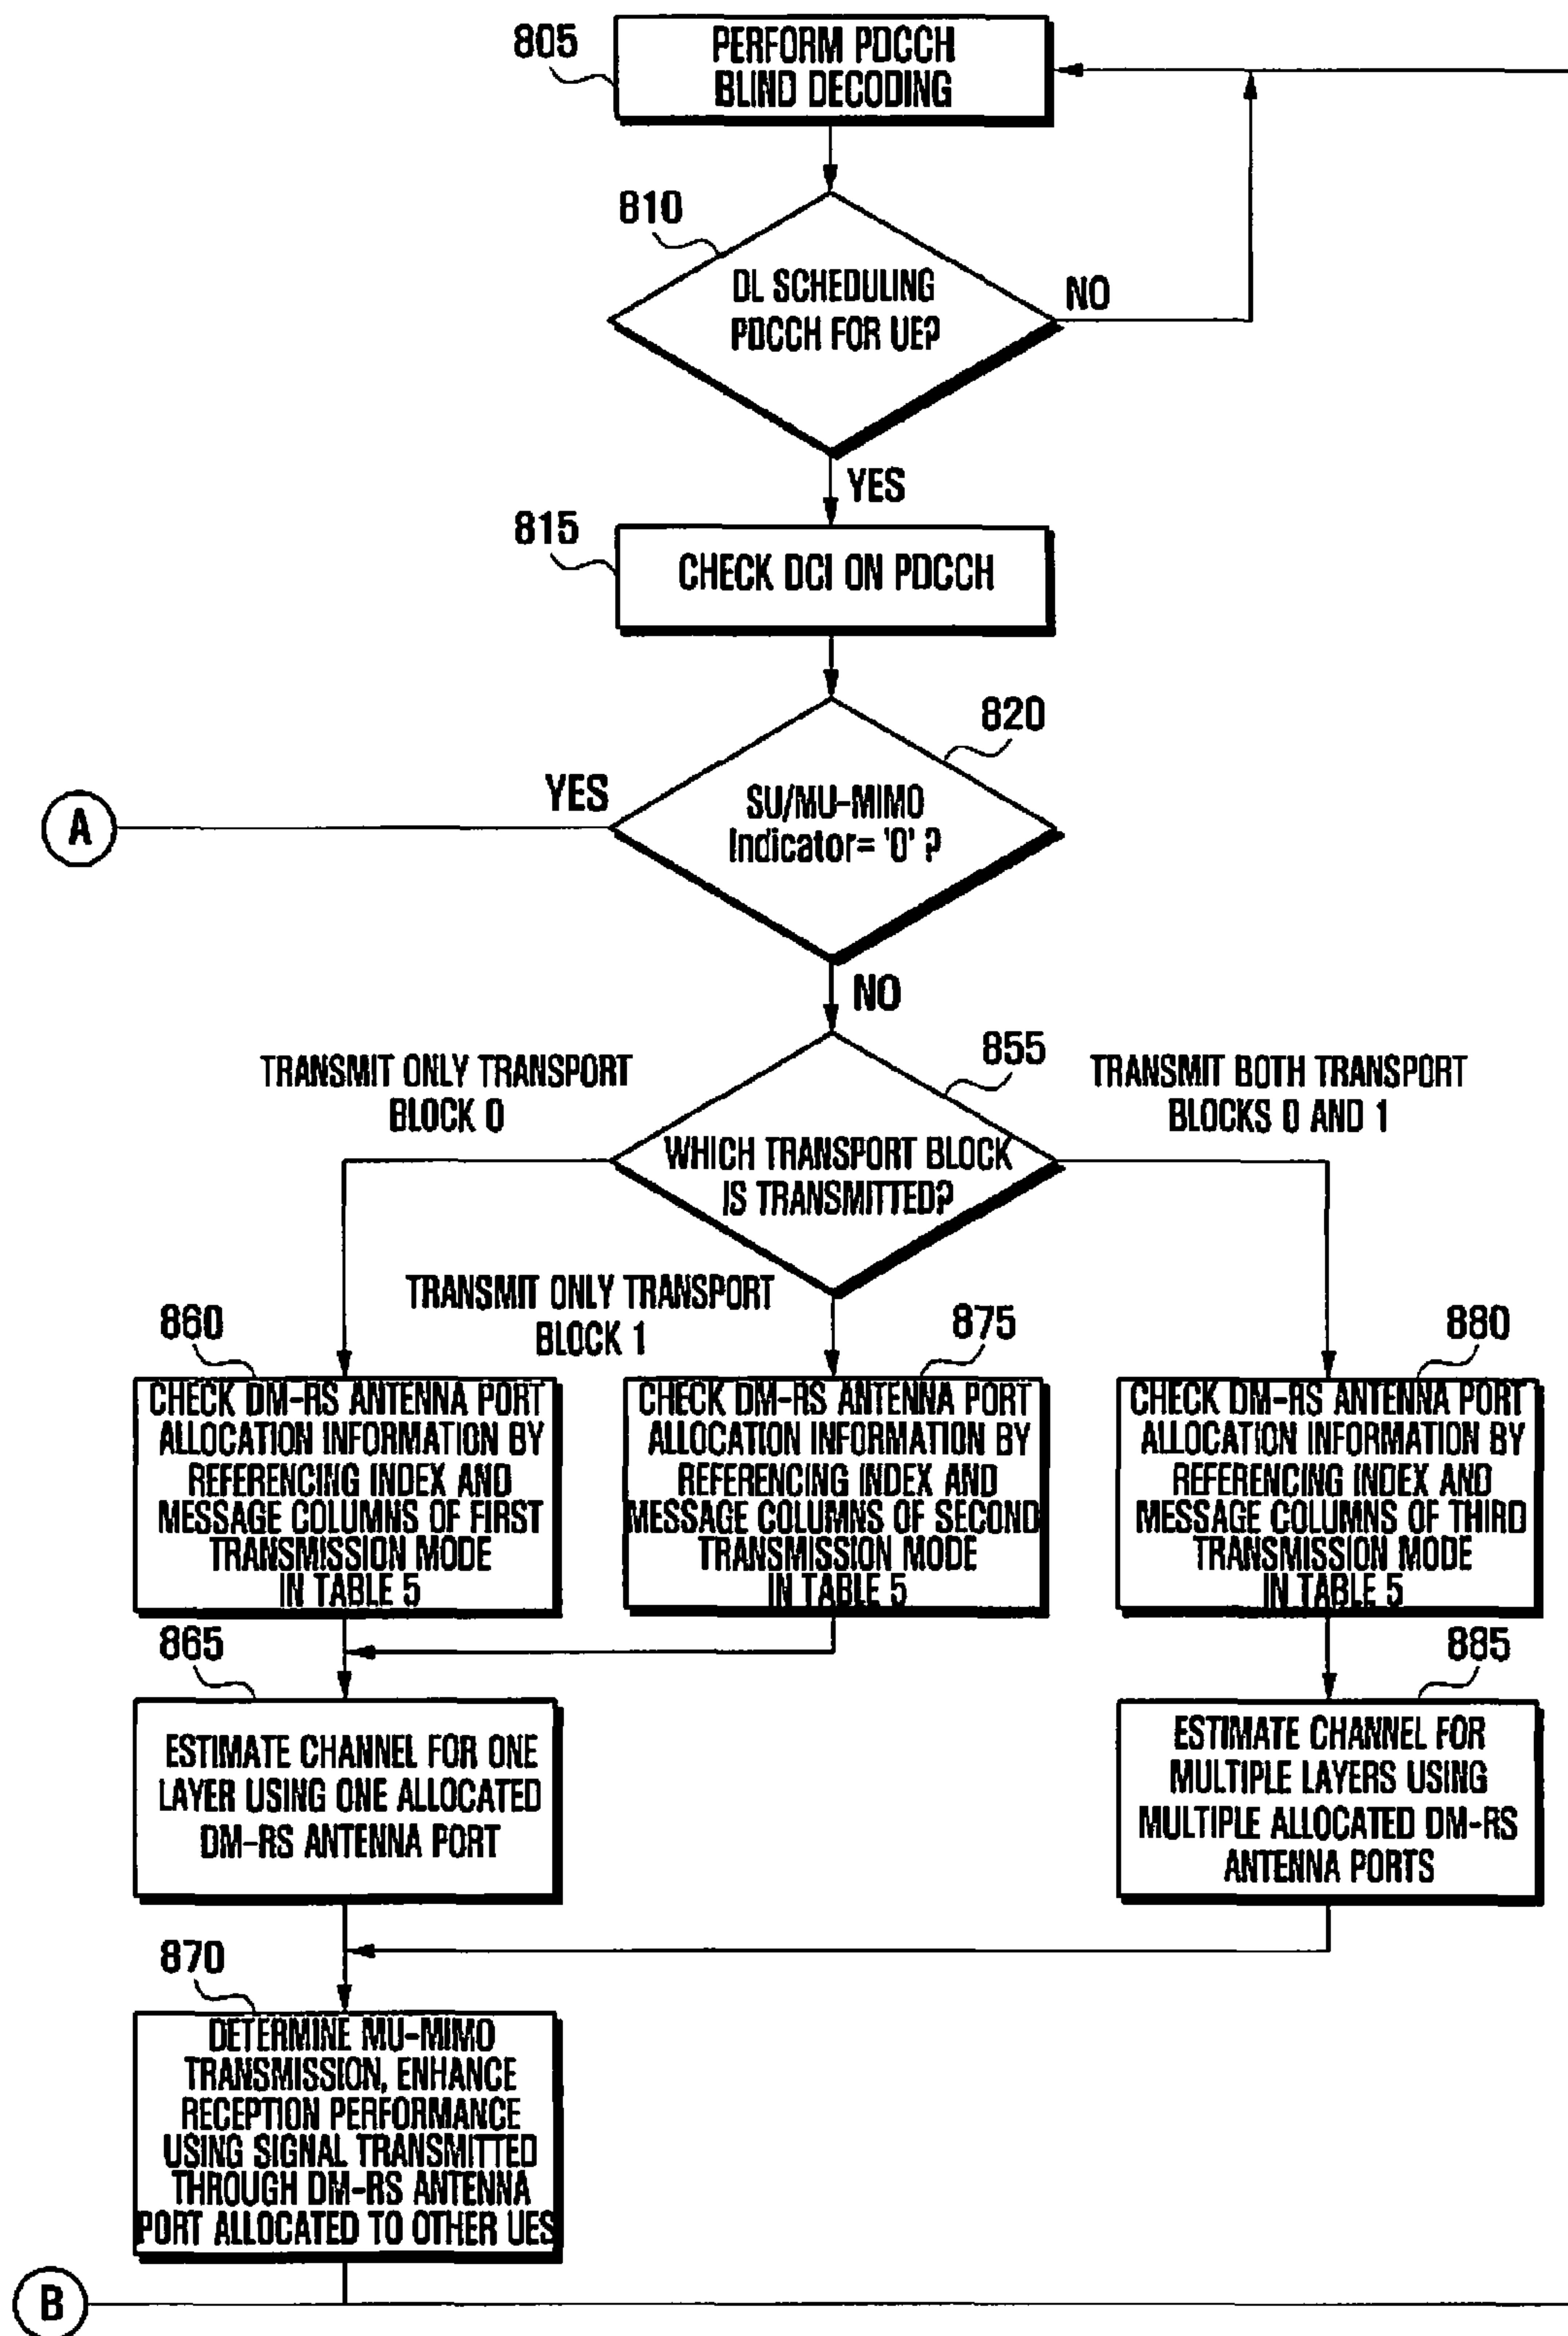 805
PERFORM PDCCH
BLIND DECODING
810
DL SCHEDULING
PDCCH FOR UE?
NO
YES
815
CHECK DCI ON PDCCH
820
SU/MU-MIMO
Indicator= '0' ?
YES
A
NO
855
WHICH TRANSPORT BLOCK
IS TRANSMITTED?
TRANSMIT ONLY TRANSPORT
BLOCK 0
TRANSMIT BOTH TRANSPORT
BLOCKS 0 AND 1
TRANSMIT ONLY TRANSPORT
BLOCK 1
860
CHECK DM-RS ANTENNA PORT
ALLOCATION INFORMATION BY
REFERENCING INDEX AND
MESSAGE COLUMNS OF FIRST
TRANSMISSION MODE
IN TABLE 5
875
CHECK DM-RS ANTENNA PORT
ALLOCATION INFORMATION BY
REFERENCING INDEX AND
MESSAGE COLUMNS OF SECOND
TRANSMISSION MODE
IN TABLE 5
880
CHECK DM-RS ANTENNA PORT
ALLOCATION INFORMATION BY
REFERENCING INDEX AND
MESSAGE COLUMNS OF THIRD
TRANSMISSION MODE
IN TABLE 5
865
ESTIMATE CHANNEL FOR ONE
LAYER USING ONE ALLOCATED
DM-RS ANTENNA PORT
885
ESTIMATE CHANNEL FOR
MULTIPLE LAYERS USING
MULTIPLE ALLOCATED DM-RS
ANTENNA PORTS
870
DETERMINE MU-MIMO
TRANSMISSION, ENHANCE
RECEPTION PERFORMANCE
USING SIGNAL TRANSMITTED
THROUGH DM-RS ANTENNA
PORT ALLOCATED TO OTHER UES
B